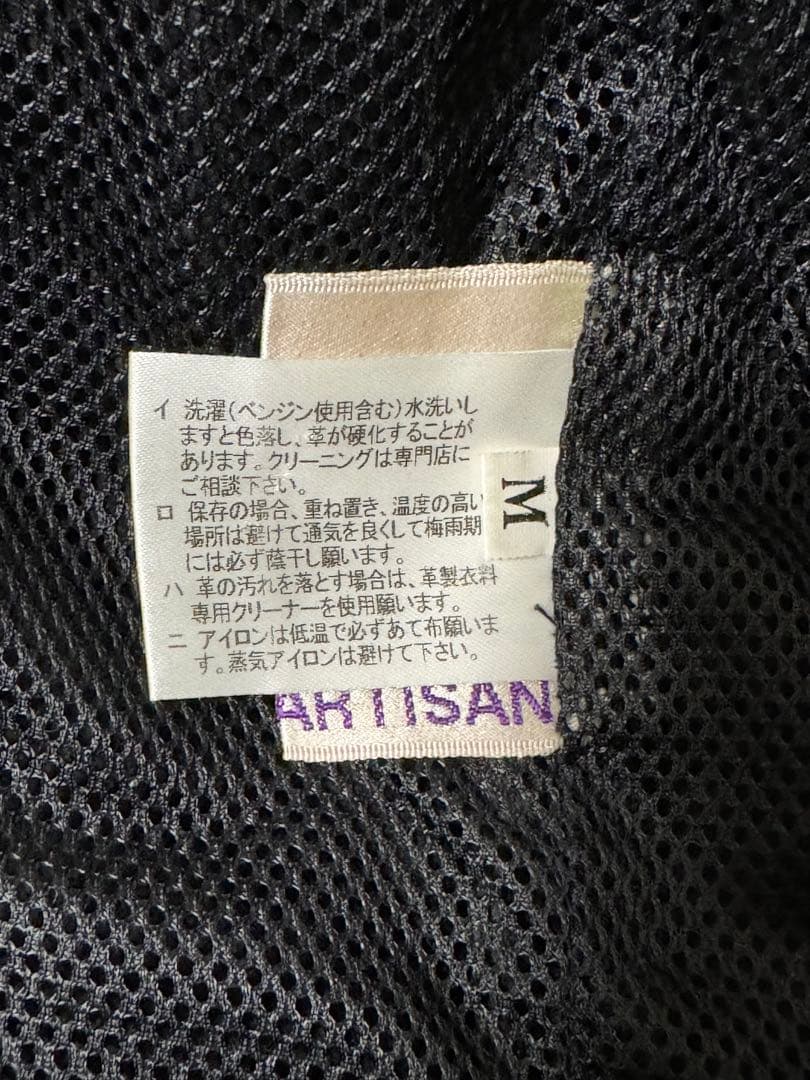 イ 洗濯(ベンジン使用含む)水洗いし
ますと色落し、革が硬化することが
あります。クリーニングは専門店に
ご相談下さい。
ロ 保存の場合、重ね置き、温度の高い
場所は避けて通気を良くして梅雨期
には必ず蔭干し願います。
ハ 革の汚れを落とす場合は、革製衣料
専用クリーナーを使用願います。
ニ アイロンは低温で必ずあて布願いま
す。蒸気アイロンは避けて下さい。
M
ARTISAN